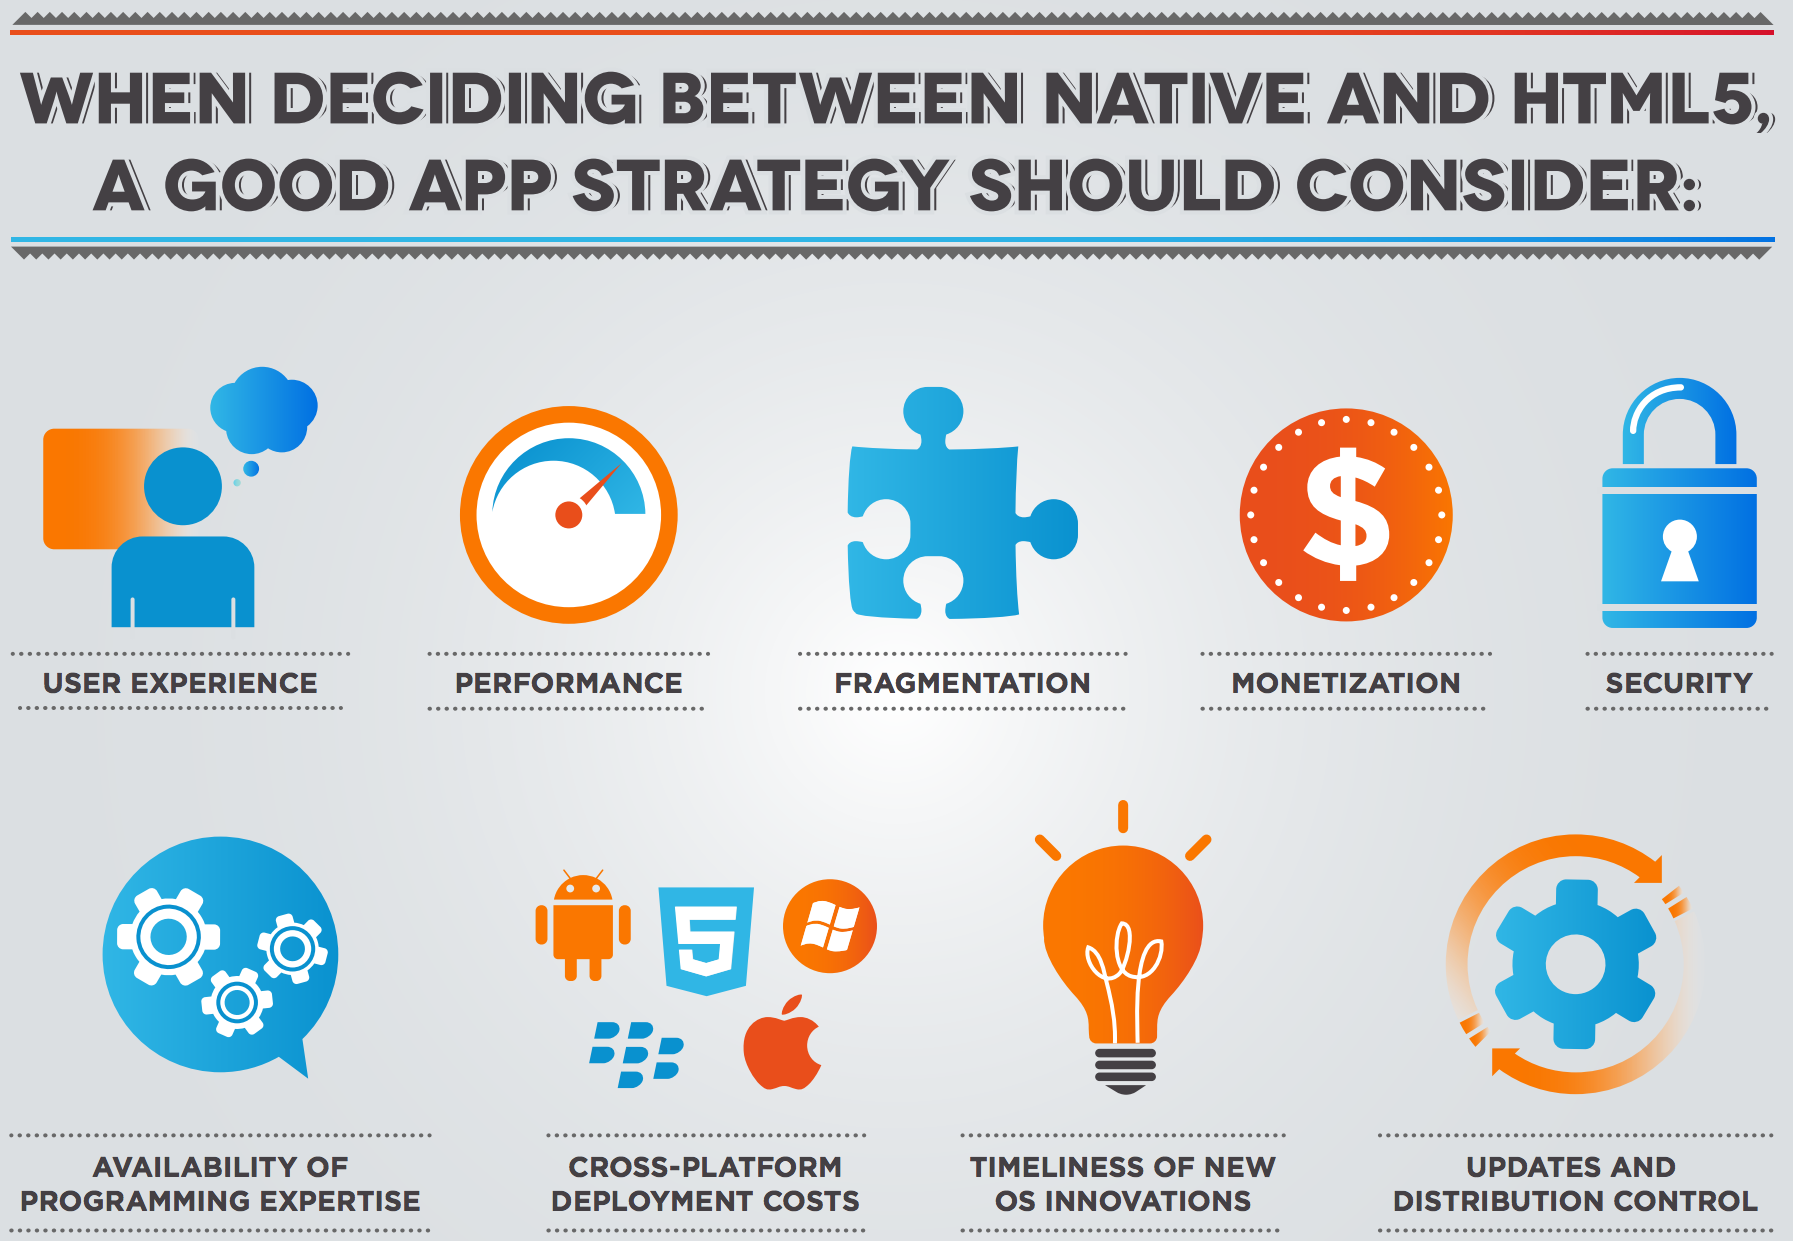 WHEN DECIDING BETWEEN NATIVE AND HTML5,
A GOOD APP STRATEGY SHOULD CONSIDER:
$
USER EXPERIENCE
PERFORMANCE
FRAGMENTATION
MONETIZATION
SECURITY
5
AVAILABILITY OF
PROGRAMMING EXPERTISE
CROSS-PLATFORM
DEPLOYMENT COSTS
TIMELINESS OF NEW
OS INNOVATIONS
UPDATES AND
DISTRIBUTION CONTROL